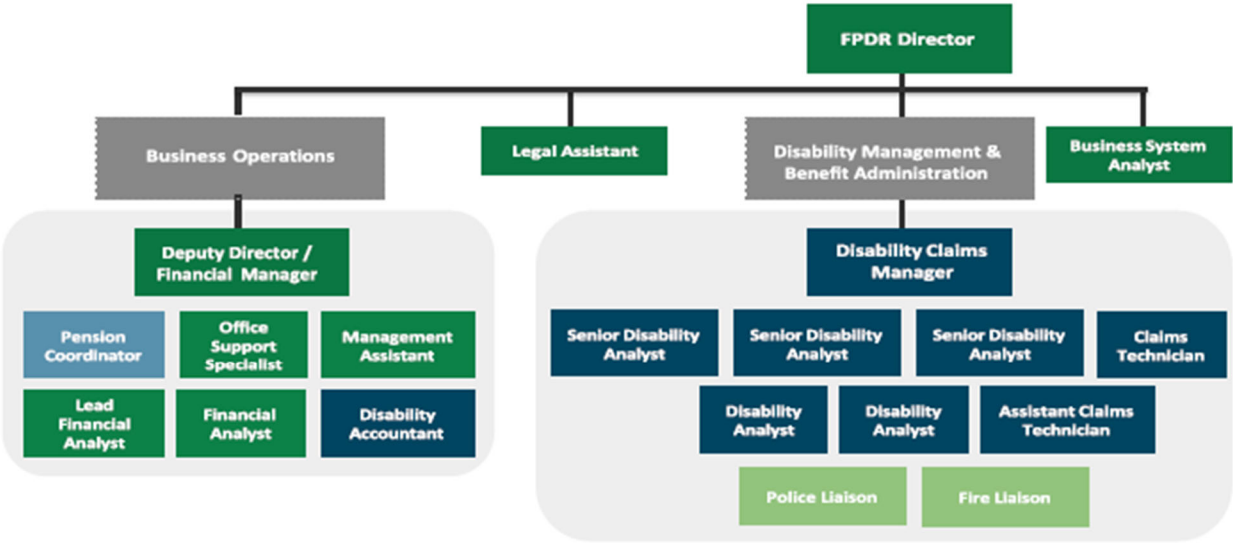 FPDR Director
Business Operations
Legal Assistant
Disability Management &
Benefit Administration
Business System
Analyst
Deputy Director /
Financial Manager
Pension
Coordinator
Office
Support
Specialist
Management
Assistant
Lead
Financial
Analyst
Financial
Analyst
Disability
Accountant
Disability Claims
Manager
Senior Disability
Analyst
Senior Disability
Analyst
Senior Disability
Analyst
Claims
Technician
Disability
Analyst
Disability
Analyst
Assistant Claims
Technician
Police Liaison
Fire Liaison